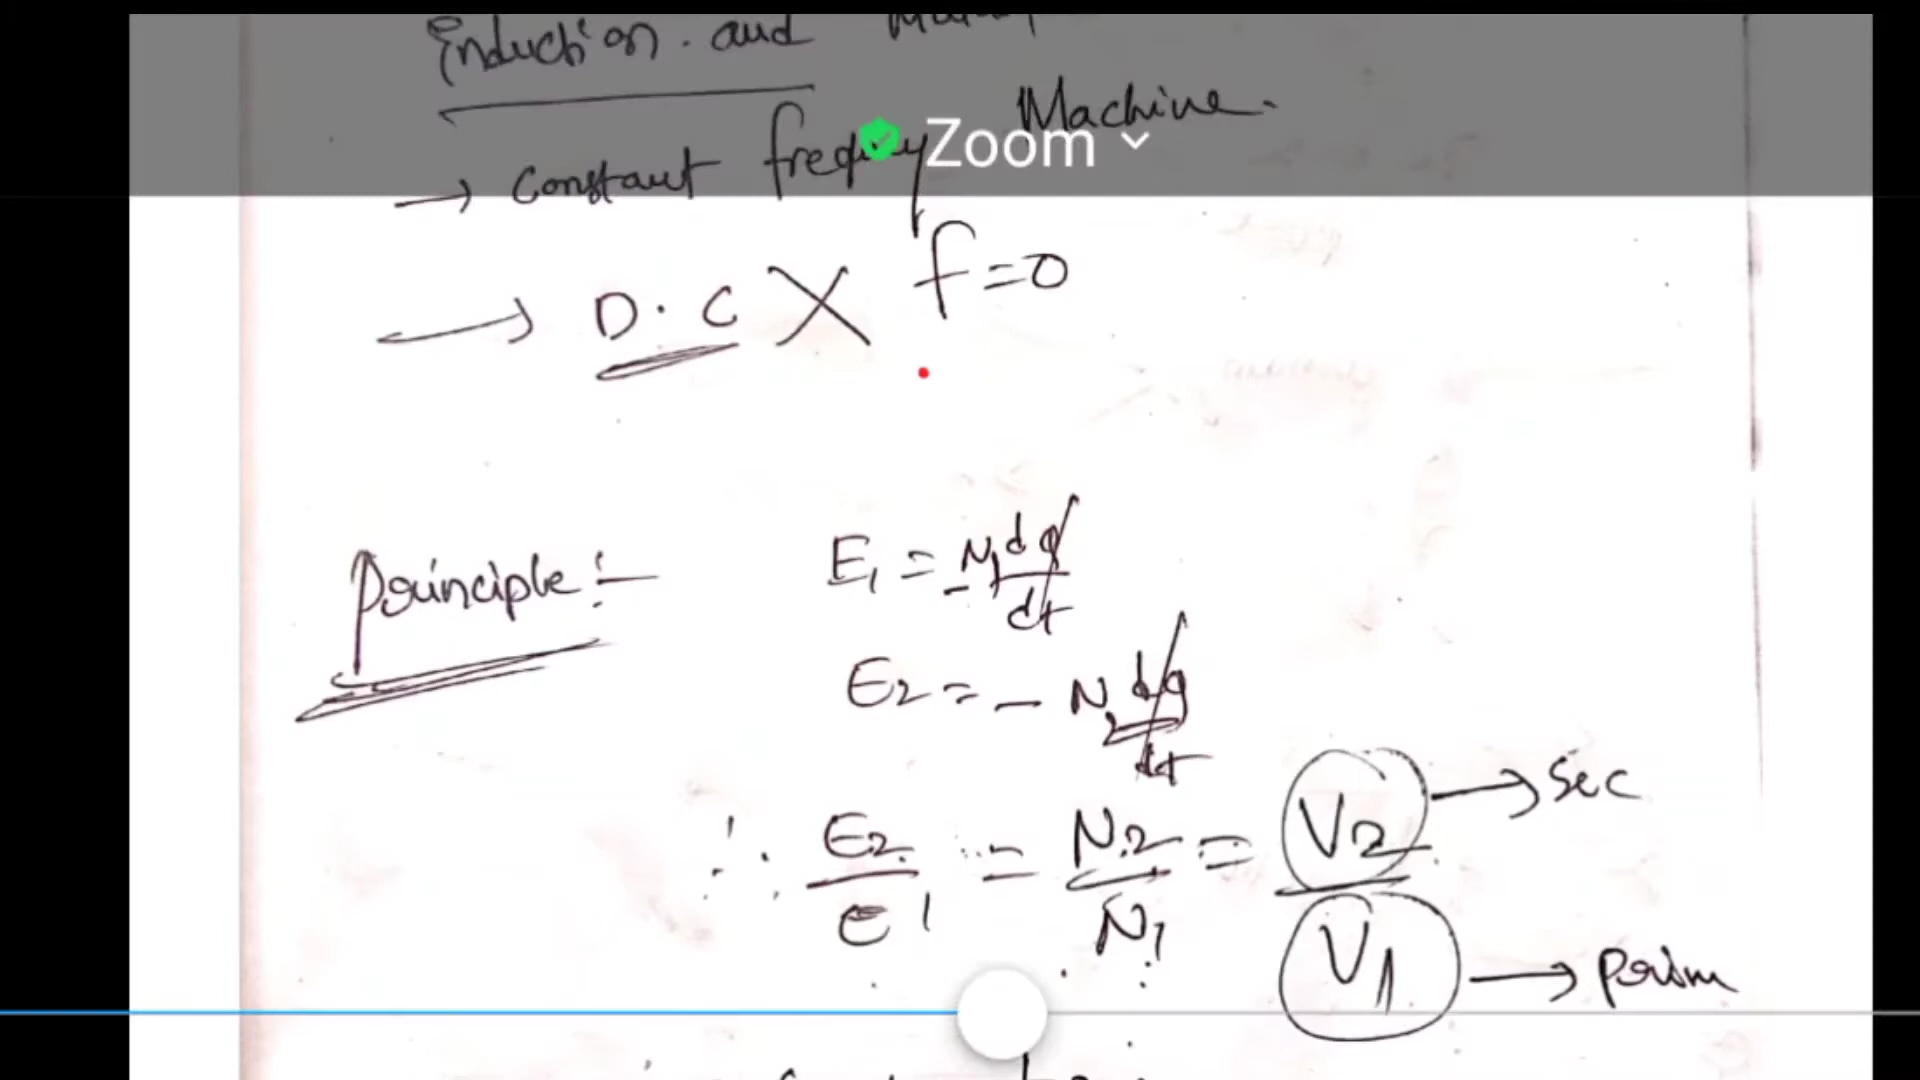 Induction. and
Machine.
→ Constant frequency
Zoom
→ D.C X f=0
Principle :-
E1 = -N1 dφ/dt
E2 = - N2 dφ/dt
∴ E2/E1 = N2/N1 = V2/V1
→ Sec
→ Prim